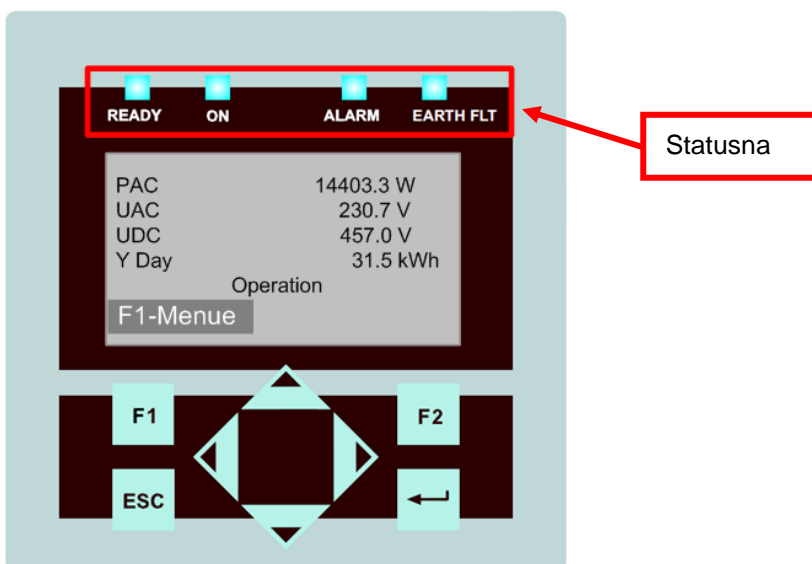 READY ON ALARM EARTH FLT
Statusna
PAC 14403.3 W
UAC 230.7 V
UDC 457.0 V
Y Day 31.5 kWh
Operation
F1-Menue
F1 F2
ESC